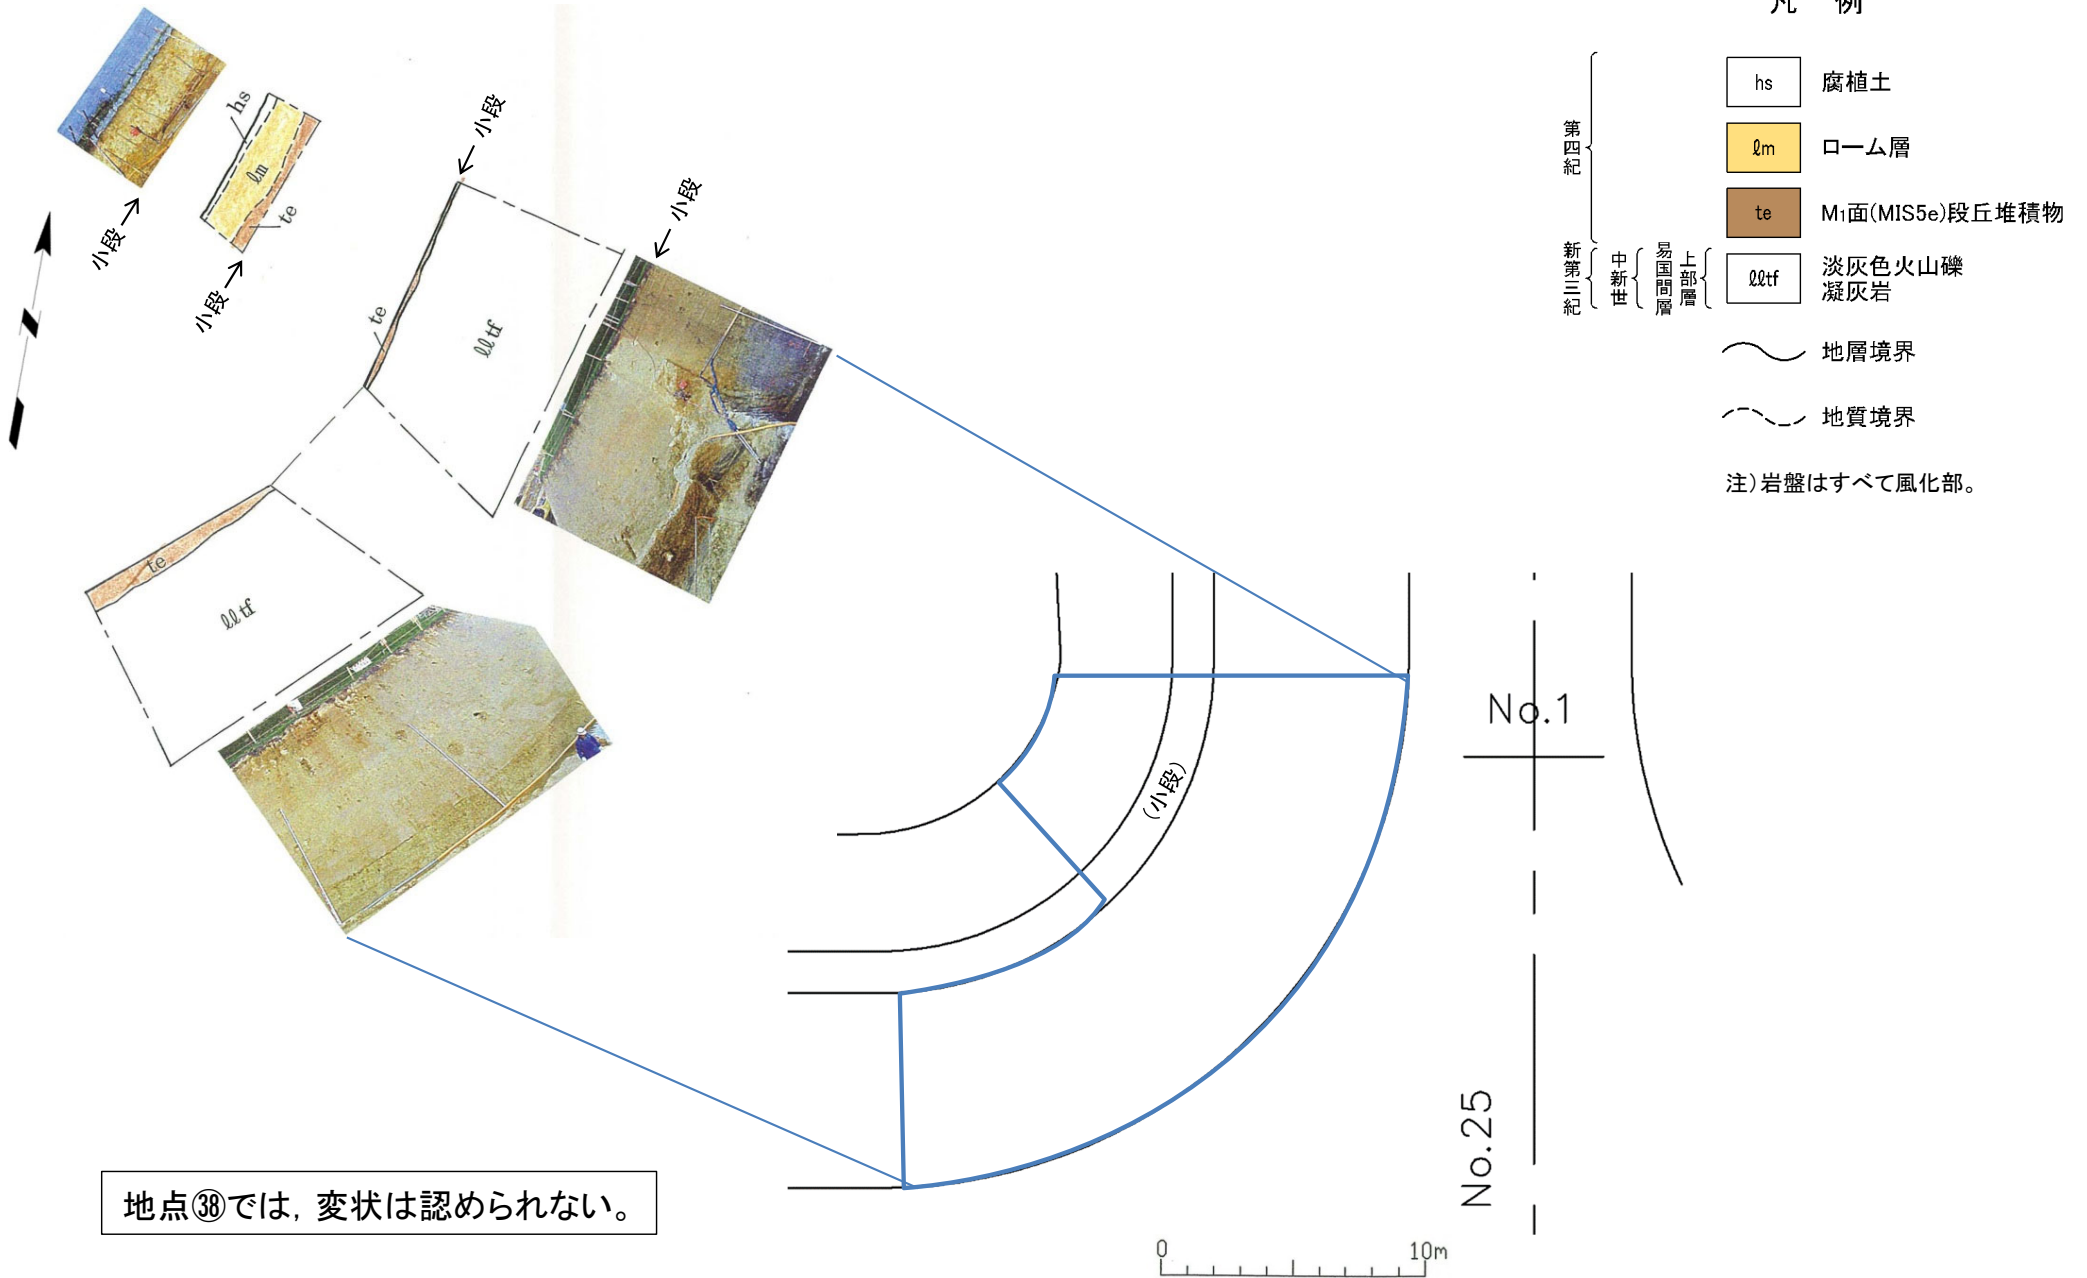 凡 例
hs 腐植土
ℓm ローム層
te M₁面(MIS5e)段丘堆積物
ℓℓtf 淡灰色火山礫
凝灰岩
第四紀
新第三紀
中新世
易国間層
上部層
地層境界
地質境界
注)岩盤はすべて風化部。
hs
ℓm
te
小段
小段
小段
小段
te
ℓℓtf
te
ℓℓtf
(小段)
No.1
No.25
0 10m
地点㊳では，変状は認められない。